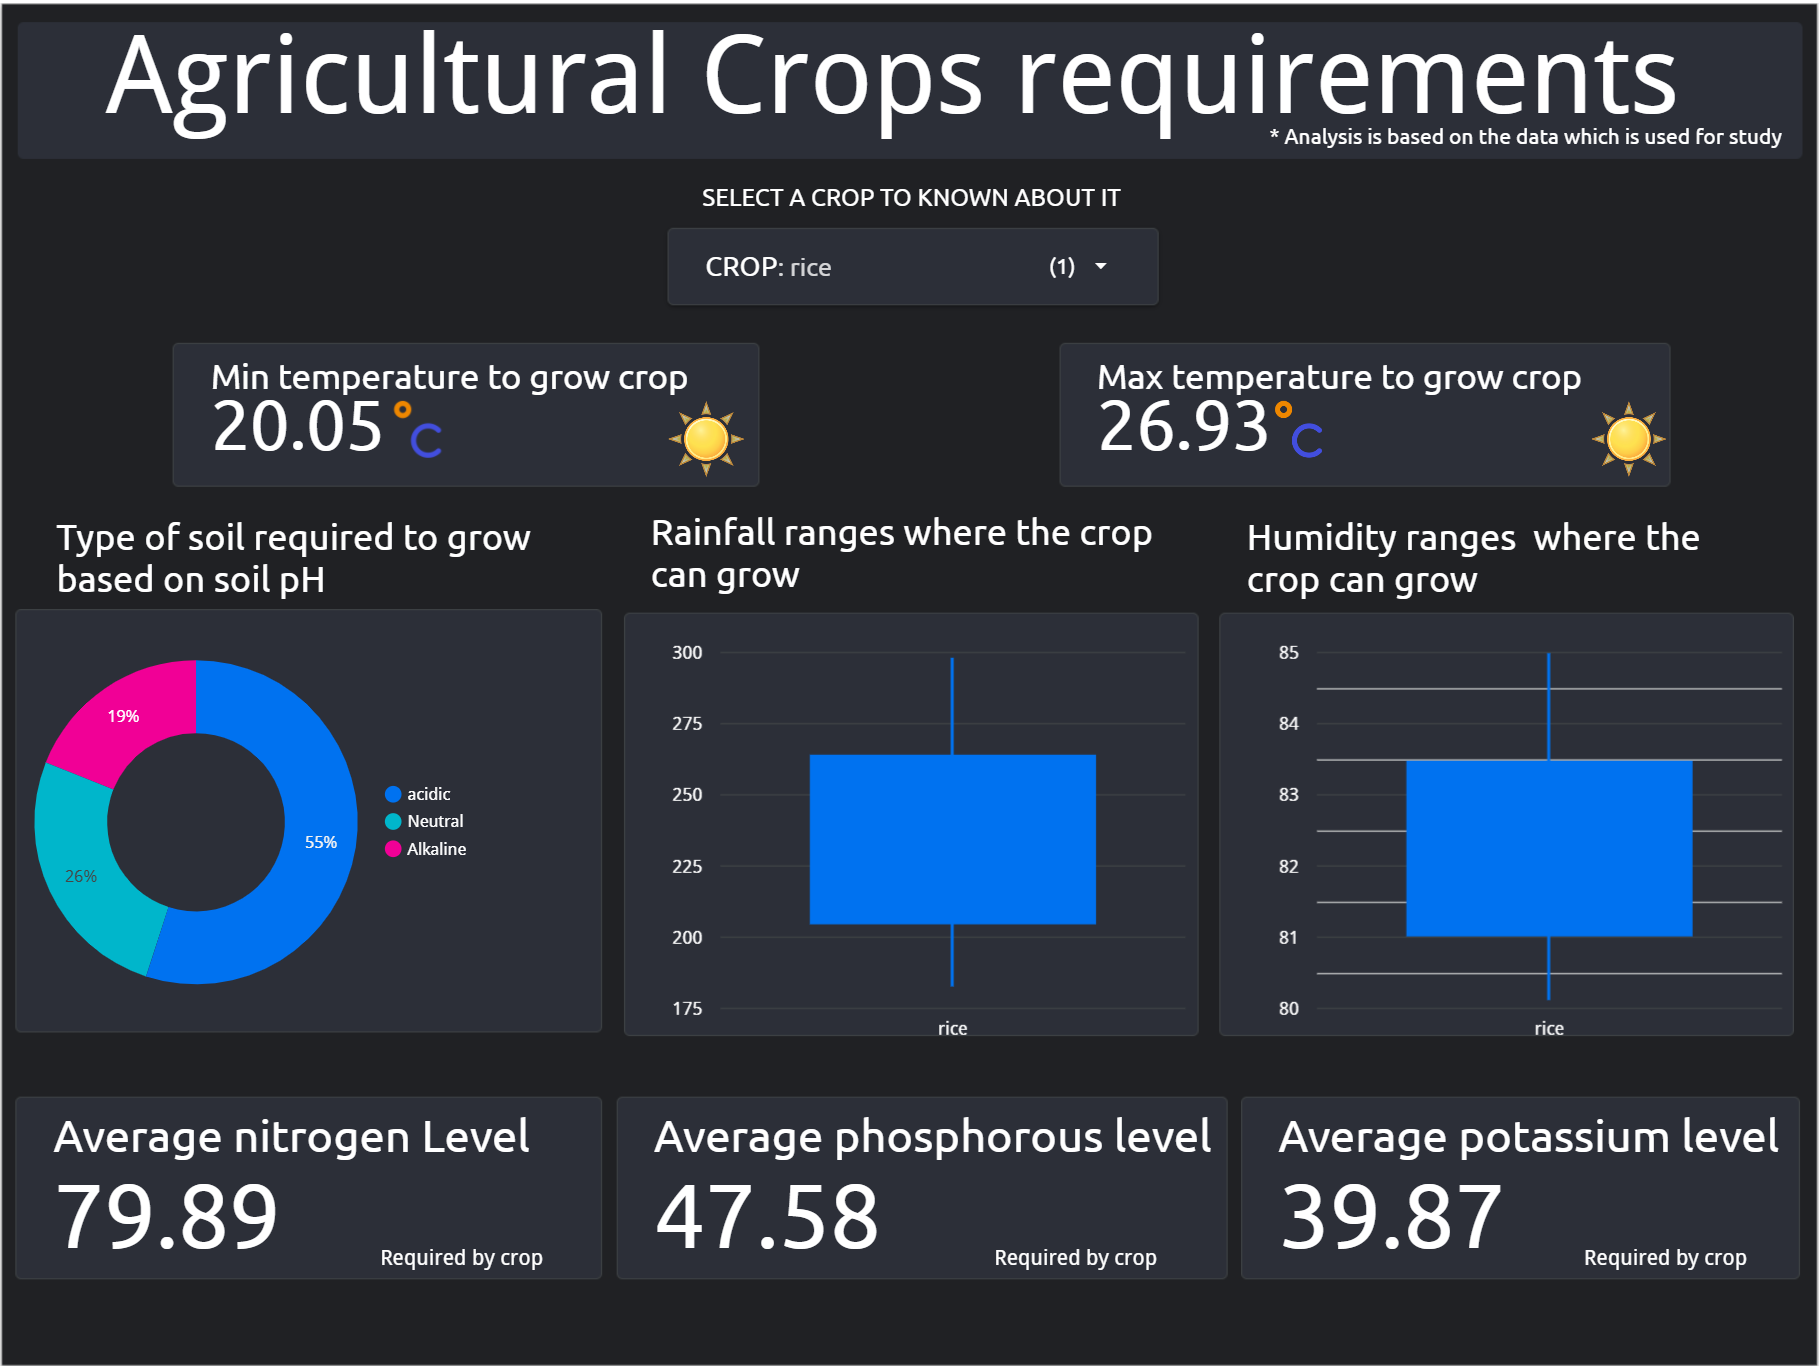 Agricultural Crops requirements
* Analysis is based on the data which is used for study
SELECT A CROP TO KNOWN ABOUT IT
CROP: rice (1)
Min temperature to grow crop
20.05 °C
Max temperature to grow crop
26.93 °C
Type of soil required to grow
based on soil pH
19%
55%
26%
acidic
Neutral
Alkaline
Rainfall ranges where the crop
can grow
300
275
250
225
200
175
rice
Humidity ranges where the
crop can grow
85
84
83
82
81
80
rice
Average nitrogen Level
79.89
Required by crop
Average phosphorous level
47.58
Required by crop
Average potassium level
39.87
Required by crop